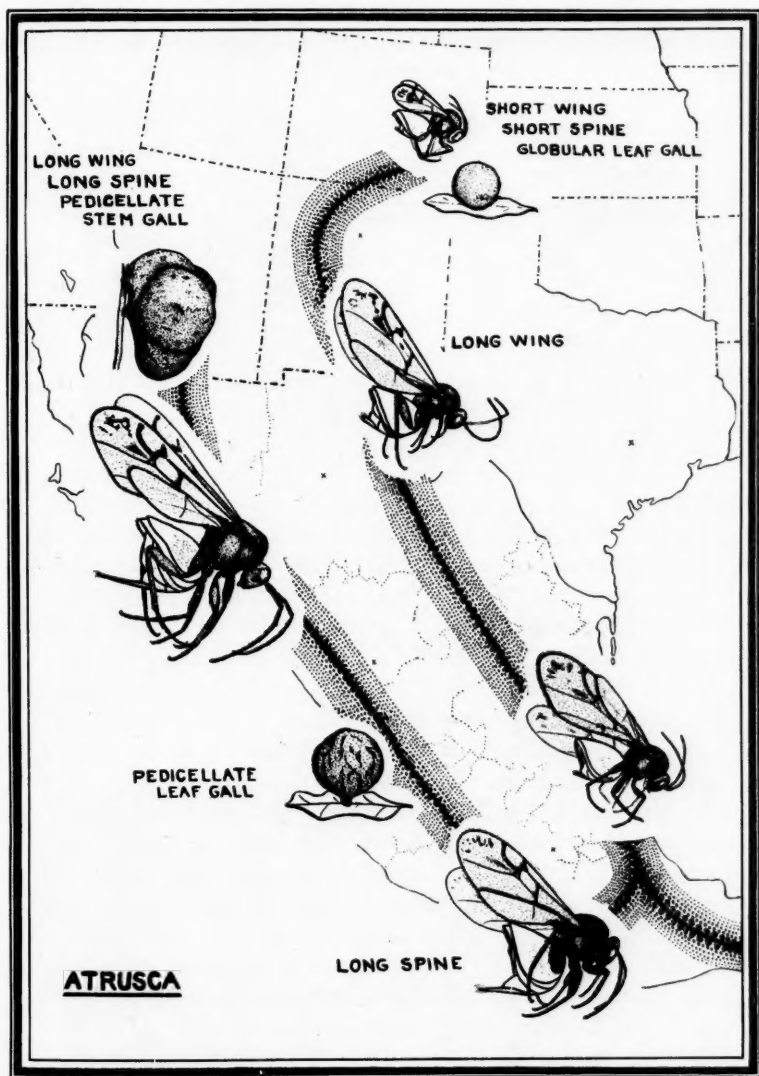 SHORT WING
SHORT SPINE
GLOBULAR LEAF GALL
LONG WING
LONG SPINE
PEDICELLATE
STEM GALL
LONG WING
PEDICELLATE
LEAF GALL
LONG SPINE
ATRUSCA